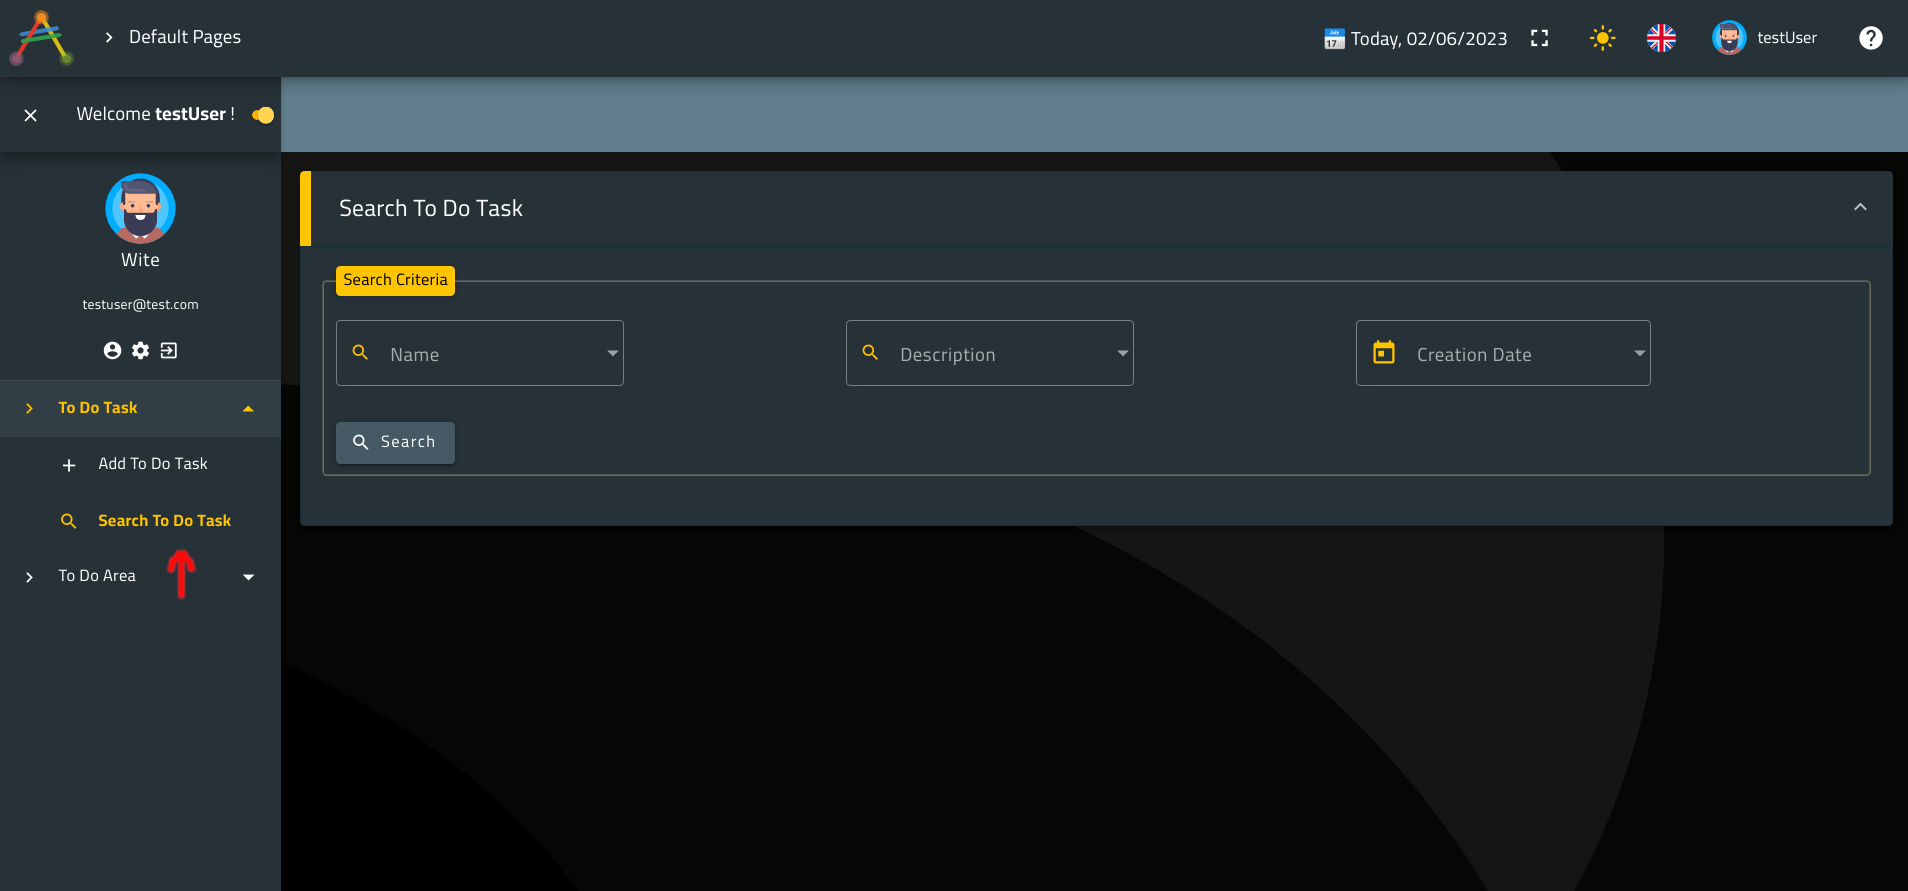 Default Pages
July
17
Today, 02/06/2023
testUser
Welcome testUser !
Wite
testuser@test.com
To Do Task
Add To Do Task
Search To Do Task
To Do Area
Search To Do Task
Search Criteria
Name
Description
Creation Date
Search